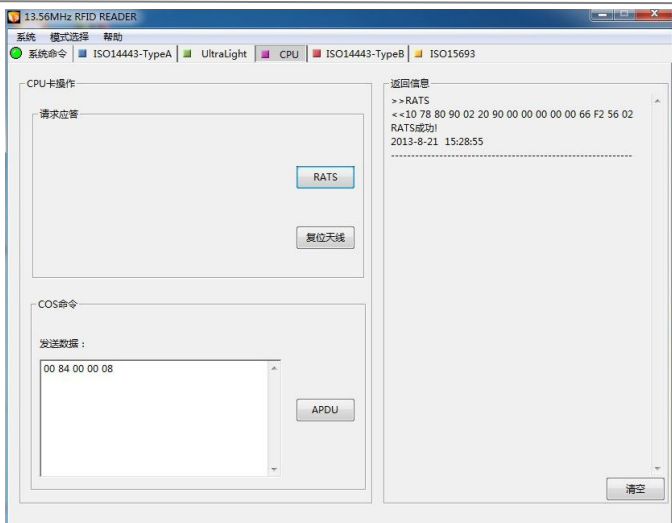 13.56MHz RFID READER
系统 模式选择 帮助
系统命令 ISO14443-TypeA UltraLight CPU ISO14443-TypeB ISO15693
CPU卡操作
请求应答
RATS
复位天线
COS命令
发送数据：
00 84 00 00 08
APDU
返回信息
>>RATS
<<10 78 80 90 02 20 90 00 00 00 00 00 66 F2 56 02
RATS成功!
2013-8-21 15:28:55
----------------------------------------------------------------
清空